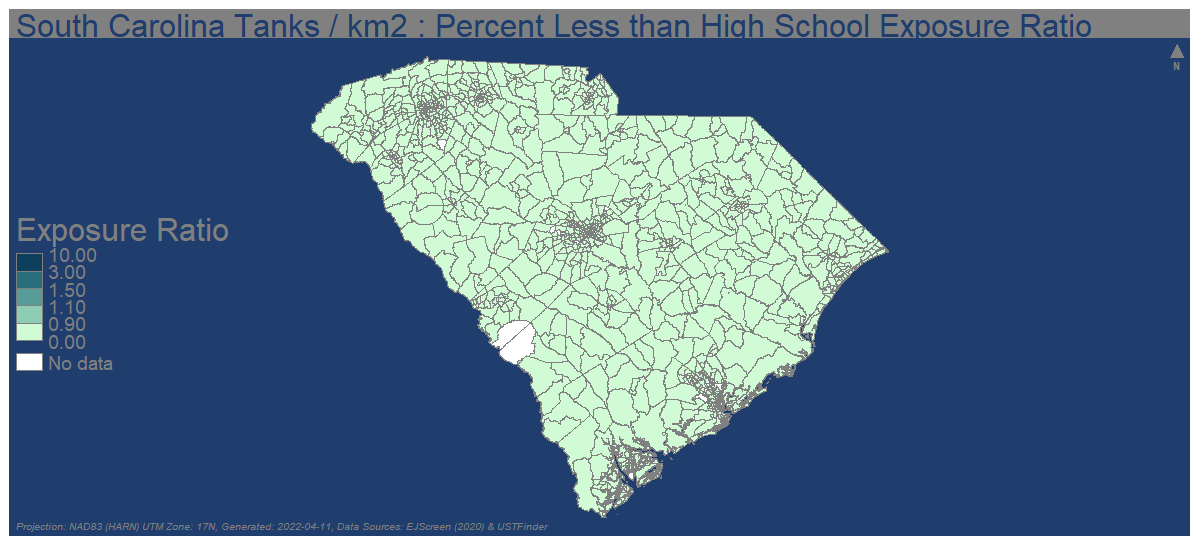 South Carolina Tanks / km2 : Percent Less than High School Exposure Ratio
N
Exposure Ratio
10.00
3.00
1.50
1.10
0.90
0.00
No data
Projection: NAD83 (HARN) UTM Zone: 17N, Generated: 2022-04-11, Data Sources: EJScreen (2020) & USTFinder